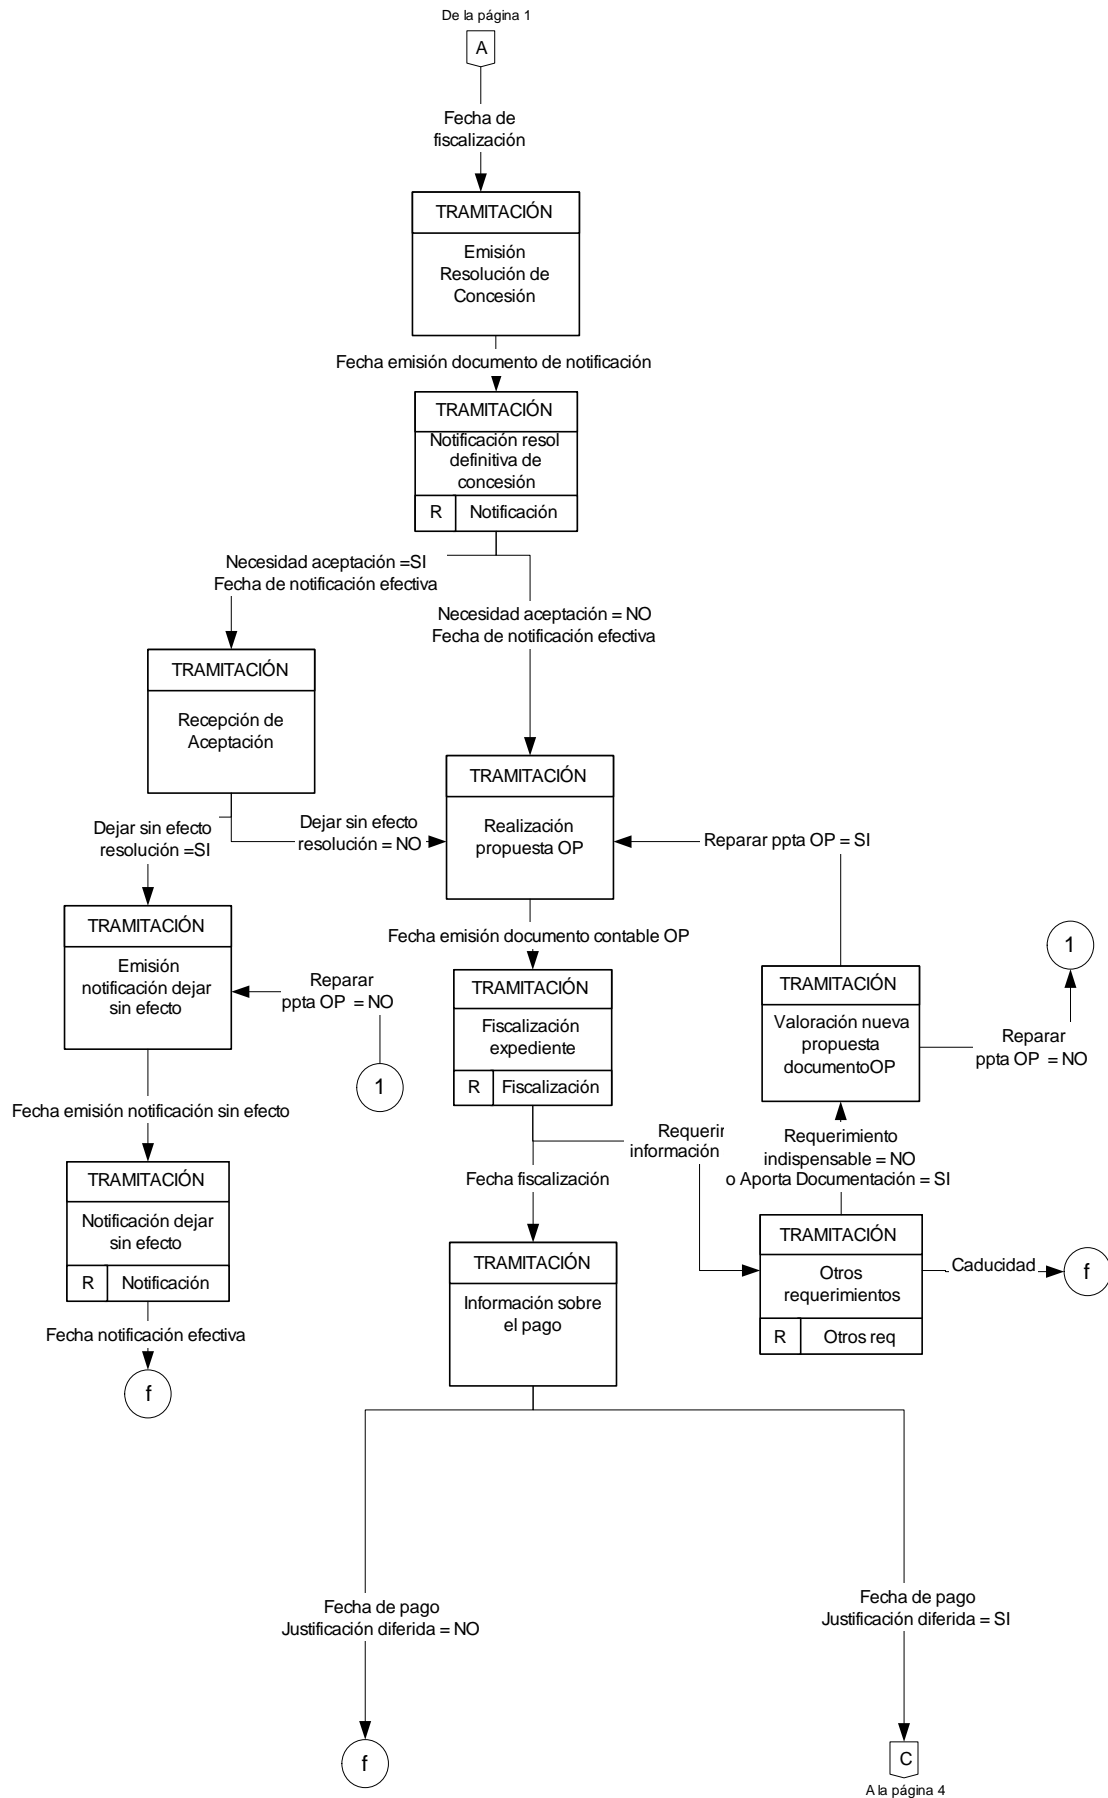 De la página 1
A
Fecha de
fiscalización
TRAMITACIÓN
Emisión
Resolución de
Concesión
Fecha emisión documento de notificación
TRAMITACIÓN
Notificación resol
definitiva de
concesión
R
Notificación
Necesidad aceptación =SI
Fecha de notificación efectiva
Necesidad aceptación = NO
Fecha de notificación efectiva
TRAMITACIÓN
Recepción de
Aceptación
TRAMITACIÓN
Realización
propuesta OP
Dejar sin efecto
resolución =SI
Dejar sin efecto
resolución = NO
Reparar ppta OP = SI
TRAMITACIÓN
Emisión
notificación dejar
sin efecto
Reparar
ppta OP = NO
1
Fecha emisión documento contable OP
TRAMITACIÓN
Fiscalización
expediente
R
Fiscalización
TRAMITACIÓN
Valoración nueva
propuesta
documentoOP
1
Reparar
ppta OP = NO
Fecha emisión notificación sin efecto
TRAMITACIÓN
Notificación dejar
sin efecto
R
Notificación
Fecha notificación efectiva
f
Fecha fiscalización
Requerir
información
Requerimiento
indispensable = NO
o Aporta Documentación = SI
TRAMITACIÓN
Información sobre
el pago
TRAMITACIÓN
Otros
requerimientos
R
Otros req
Caducidad
f
Fecha de pago
Justificación diferida = NO
f
Fecha de pago
Justificación diferida = SI
C
A la página 4